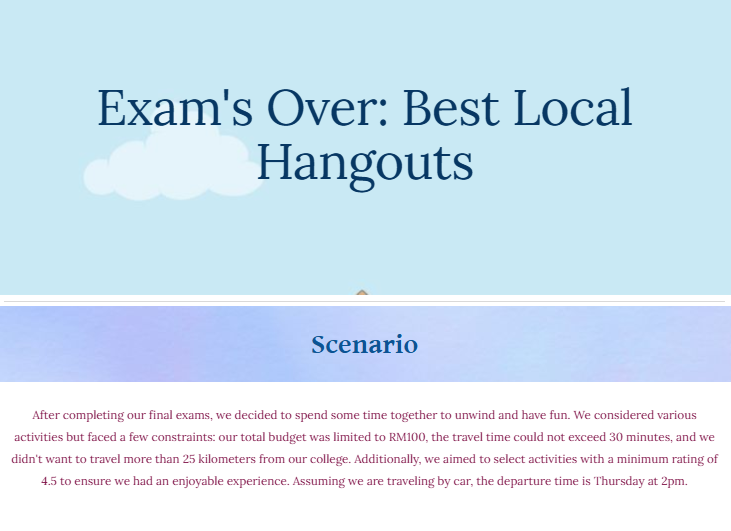 Exam's Over: Best Local
Hangouts
Scenario
After completing our final exams, we decided to spend some time together to unwind and have fun. We considered various
activities but faced a few constraints: our total budget was limited to RM100, the travel time could not exceed 30 minutes, and we
didn't want to travel more than 25 kilometers from our college. Additionally, we aimed to select activities with a minimum rating of
4.5 to ensure we had an enjoyable experience. Assuming we are traveling by car, the departure time is Thursday at 2pm.